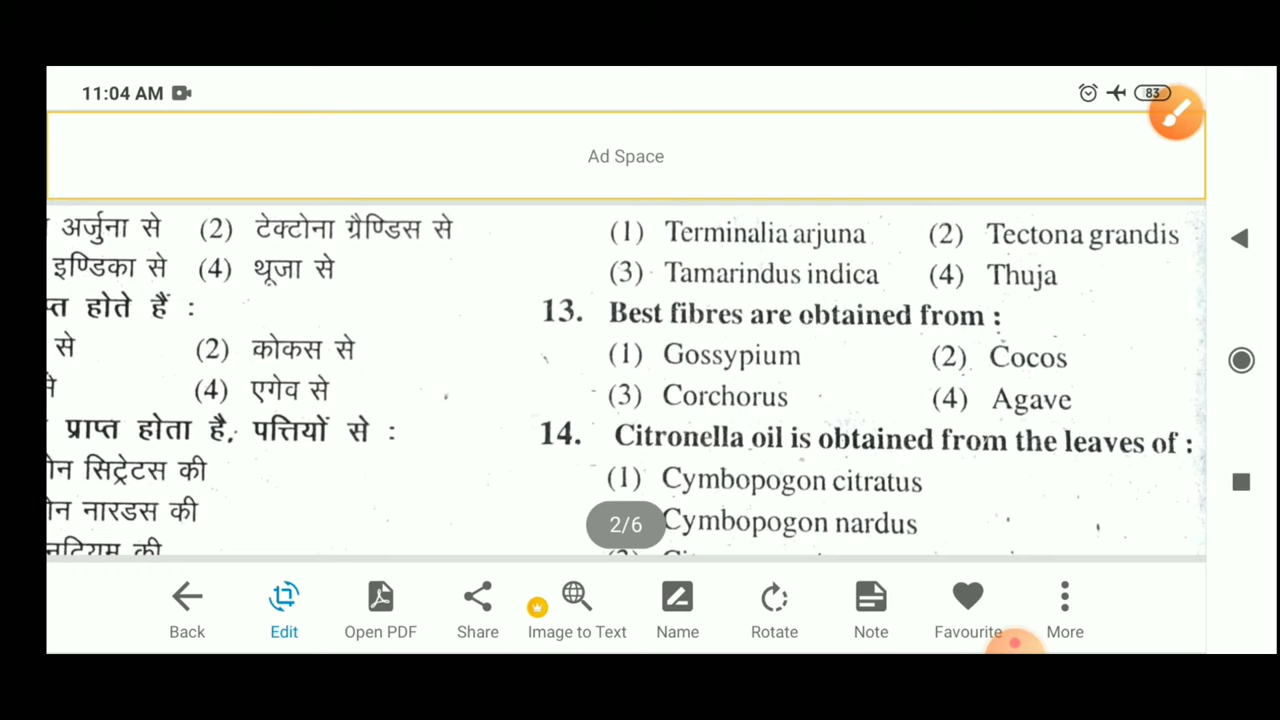 11:04 AM
83
Ad Space
अर्जुना से (2) टेक्टोना ग्रैण्डिस से
इण्डिका से (4) थूजा से
प्त होते हैं :
से (2) कोकस से
से (4) एगेव से
प्राप्त होता है, पत्तियों से :
ोन सिट्रेटस की
ोन नारडस की
की
(1) Terminalia arjuna (2) Tectona grandis
(3) Tamarindus indica (4) Thuja
13. Best fibres are obtained from :
(1) Gossypium (2) Cocos
(3) Corchorus (4) Agave
14. Citronella oil is obtained from the leaves of :
(1) Cymbopogon citratus
Cymbopogon nardus
2/6
Back Edit Open PDF Share Image to Text Name Rotate Note Favourite More